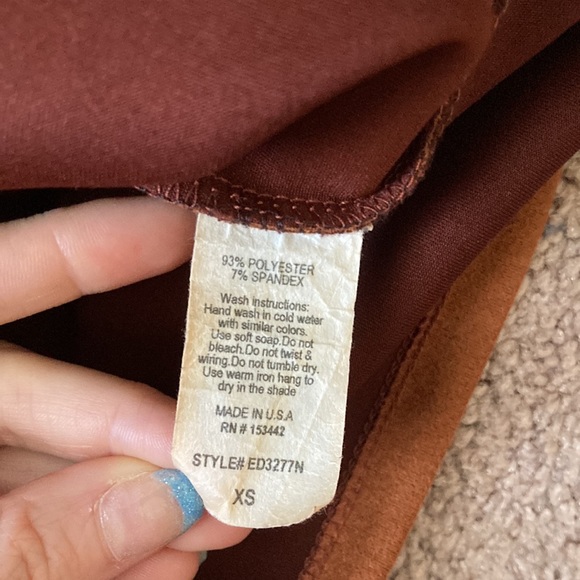 93% POLYESTER
7% SPANDEX
Wash instructions:
Hand wash in cold water
with similar colors.
Use soft soap.Do not
bleach.Do not twist &
wiring.Do not tumble dry.
Use warm iron hang to
dry in the shade
MADE IN U.S.A
RN # 153442
STYLE# ED3277N
XS